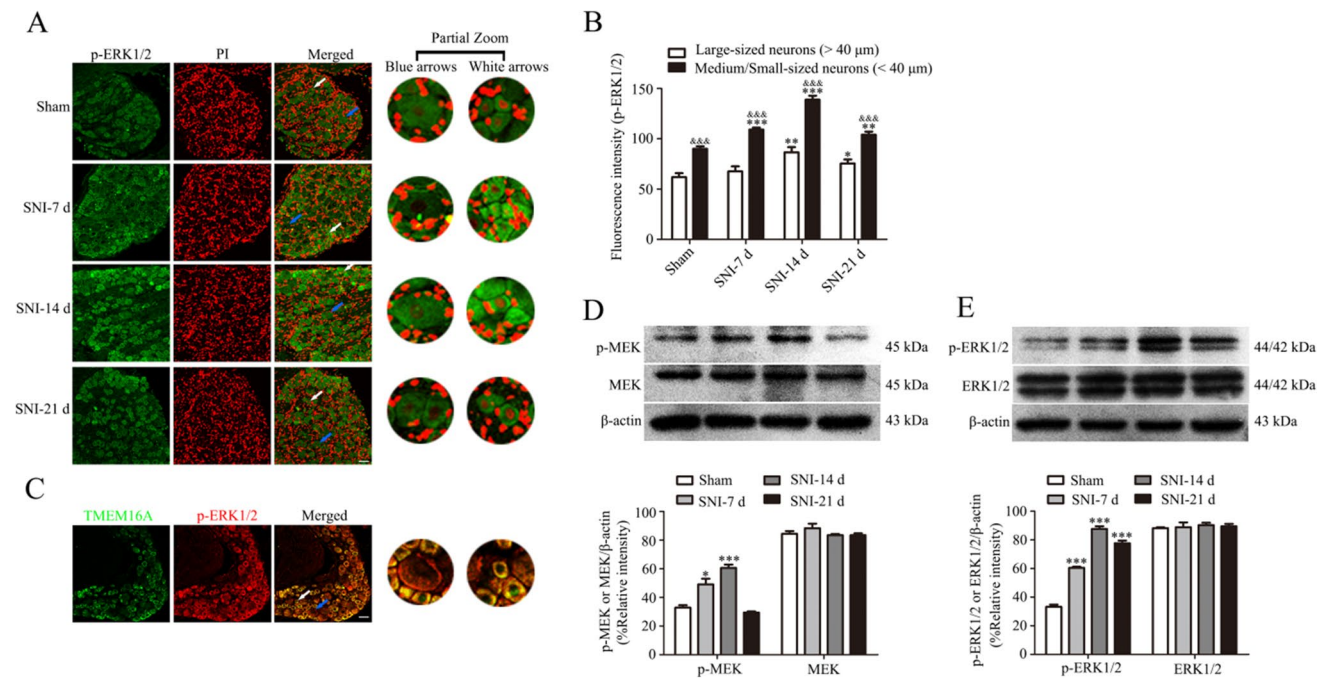 A
p-ERK1/2 PI Merged
Partial Zoom
Blue arrows White arrows
Sham
SNI-7 d
SNI-14 d
SNI-21 d
B
Large-sized neurons (> 40 μm)
Medium/Small-sized neurons (< 40 μm)
Fluorescence intensity (p-ERK1/2)
150
100
50
0
&&&
&&&
***
**
&&&
***
*
&&&
**
Sham SNI-7 d SNI-14 d SNI-21 d
C
TMEM16A p-ERK1/2 Merged
D
p-MEK 45 kDa
MEK 45 kDa
β-actin 43 kDa
Sham SNI-14 d
SNI-7 d SNI-21 d
p-MEK or MEK/β-actin
(%Relative intensity)
80
60
40
20
0
* ***
p-MEK MEK
E
p-ERK1/2 44/42 kDa
ERK1/2 44/42 kDa
β-actin 43 kDa
Sham SNI-14 d
SNI-7 d SNI-21 d
p-ERK1/2 or ERK1/2/β-actin
(%Relative intensity)
100
80
60
40
20
0
*** *** ***
p-ERK1/2 ERK1/2